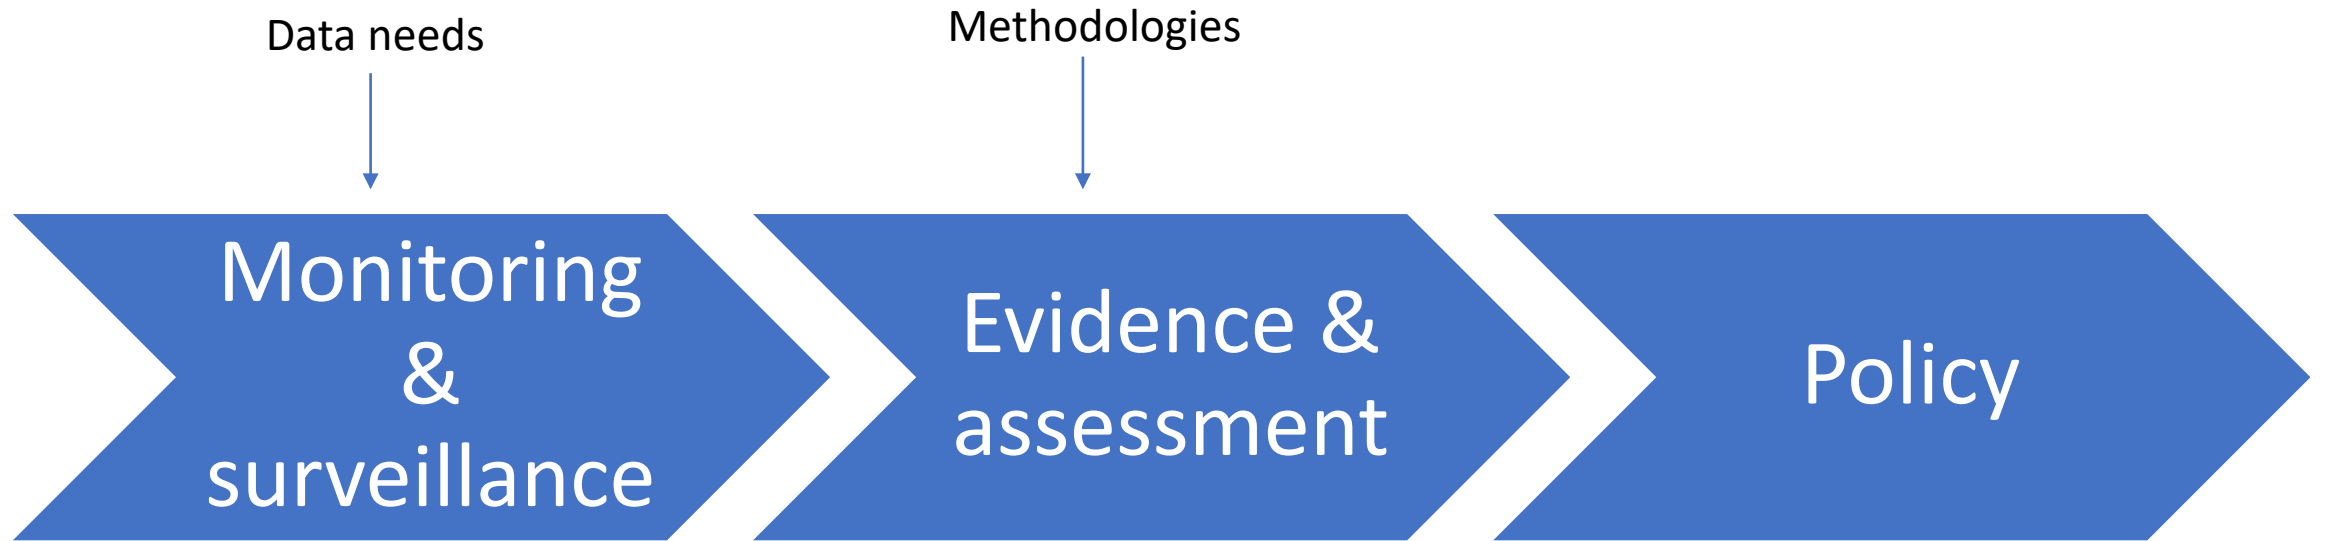 Data needs
Methodologies
Monitoring
&
surveillance
Evidence &
assessment
Policy